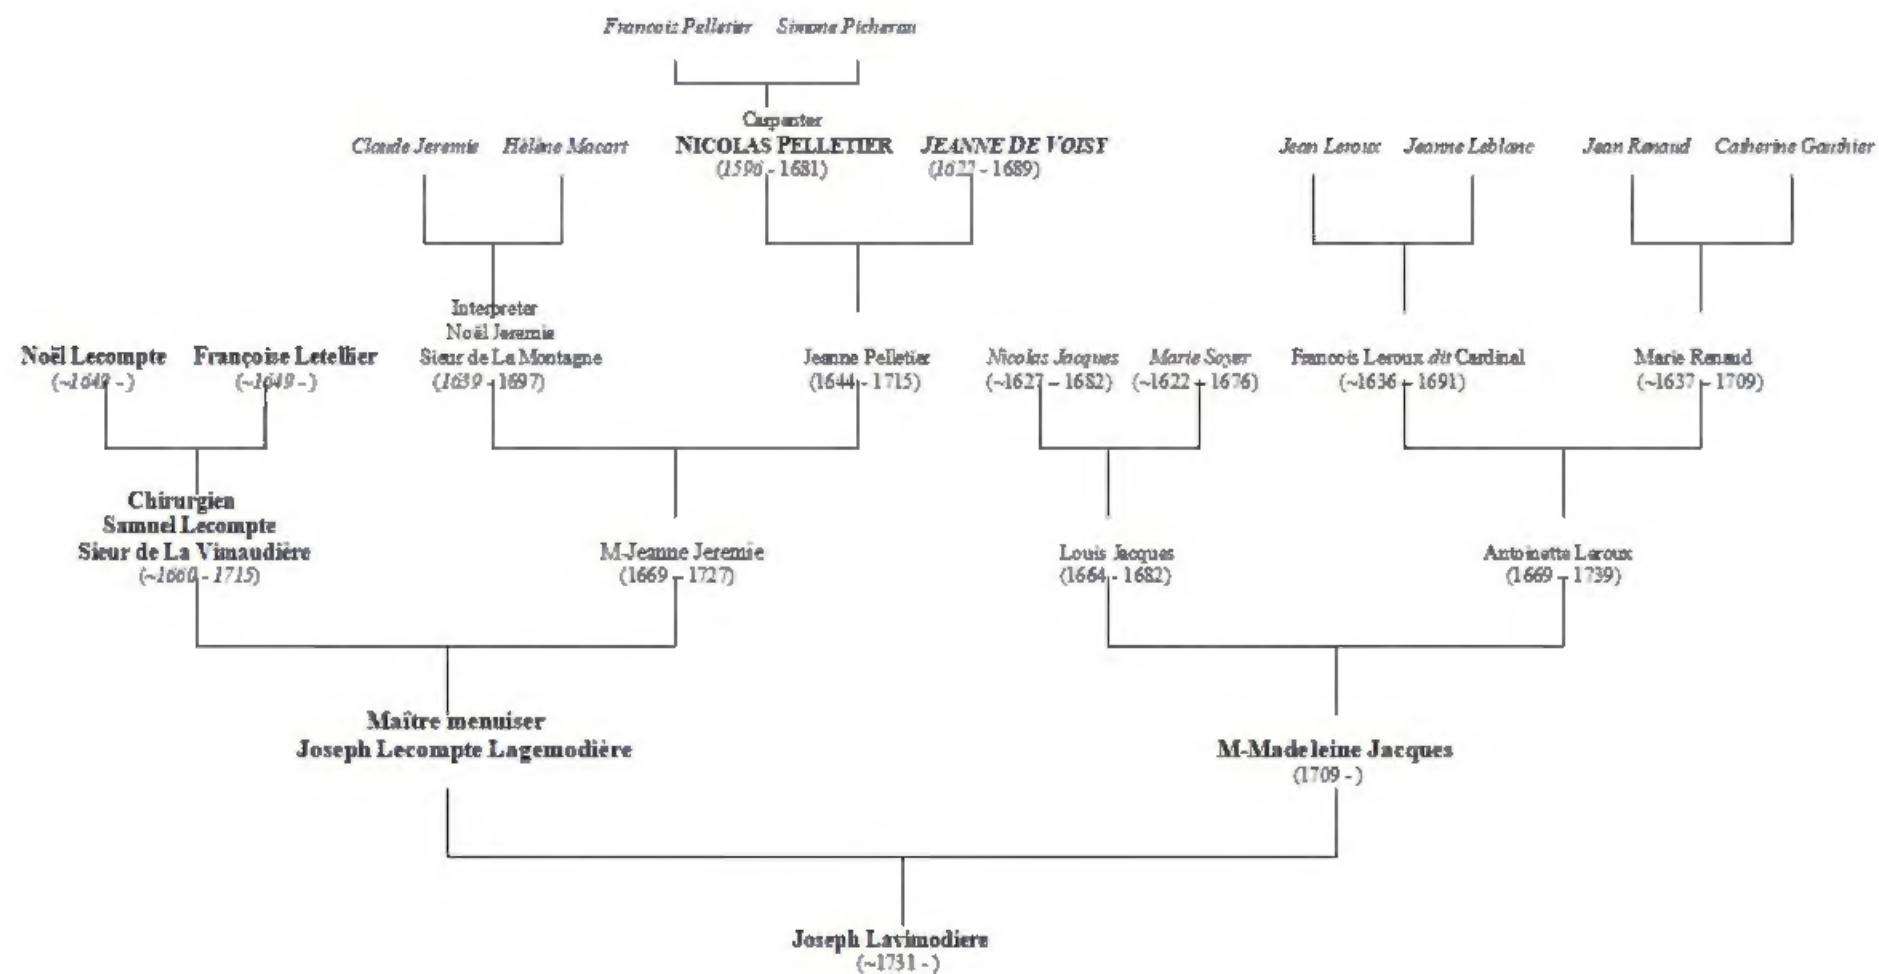 Francois Pelletier Simone Picherau
Carpenter
Claude Jeremie Hélène Macart NICOLAS PELLETIER JEANNE DE VOISY Jean Leroux Jeanne Leblanc Jean Renaud Catherine Gauthier
(1596 - 1681) (1622 - 1689)
Interpreter
Noël Jeremie
Noël Lecompte Françoise Letellier Sieur de La Montagne Jeanne Pelletier Nicolas Jacques Marie Soyer Francois Leroux dit Cardinal Marie Renaud
(~1649 - ) (~1649 - ) (1639 - 1697) (1644 - 1715) (~1627 - 1682) (~1622 - 1676) (~1636 - 1691) (~1637 - 1709)
Chirurgien
Samuel Lecompte
Sieur de La Vimaudière M-Jeanne Jeremie Louis Jacques Antoinette Leroux
(~1660 - 1715) (1669 - 1727) (1664 - 1682) (1669 - 1739)
Maître menuiser
Joseph Lecompte Lagemodière M-Madeleine Jacques
(1709 - )
Joseph Lavimodiere
(~1731 - )